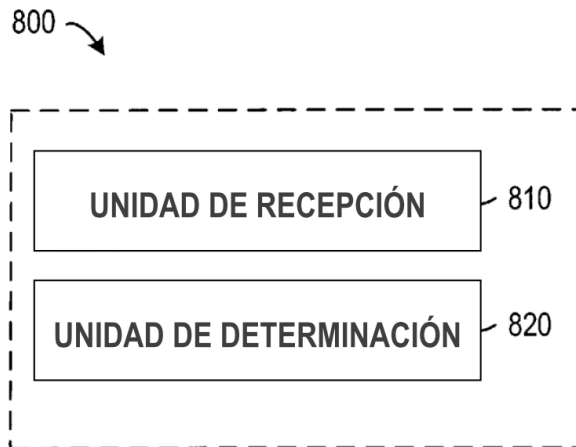 800
UNIDAD DE RECEPCIÓN
810
UNIDAD DE DETERMINACIÓN
820